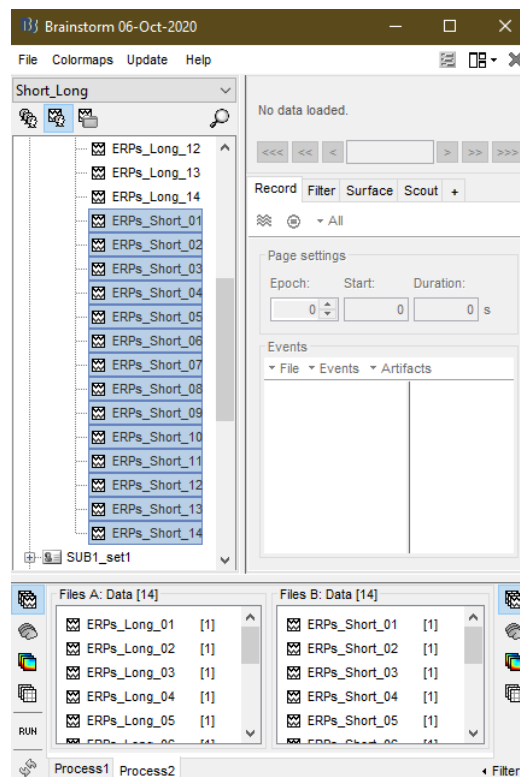 Brainstorm 06-Oct-2020
File Colormaps Update Help
Short_Long
ERPs_Long_12
ERPs_Long_13
ERPs_Long_14
ERPs_Short_01
ERPs_Short_02
ERPs_Short_03
ERPs_Short_04
ERPs_Short_05
ERPs_Short_06
ERPs_Short_07
ERPs_Short_08
ERPs_Short_09
ERPs_Short_10
ERPs_Short_11
ERPs_Short_12
ERPs_Short_13
ERPs_Short_14
SUB1_set1
No data loaded.
<<< << < > >> >>>
Record Filter Surface Scout +
All
Page settings
Epoch: Start: Duration:
0 0 0 s
Events
File Events Artifacts
Files A: Data [14]
ERPs_Long_01 [1]
ERPs_Long_02 [1]
ERPs_Long_03 [1]
ERPs_Long_04 [1]
ERPs_Long_05 [1]
Files B: Data [14]
ERPs_Short_01 [1]
ERPs_Short_02 [1]
ERPs_Short_03 [1]
ERPs_Short_04 [1]
ERPs_Short_05 [1]
RUN
Process1 Process2
Filter